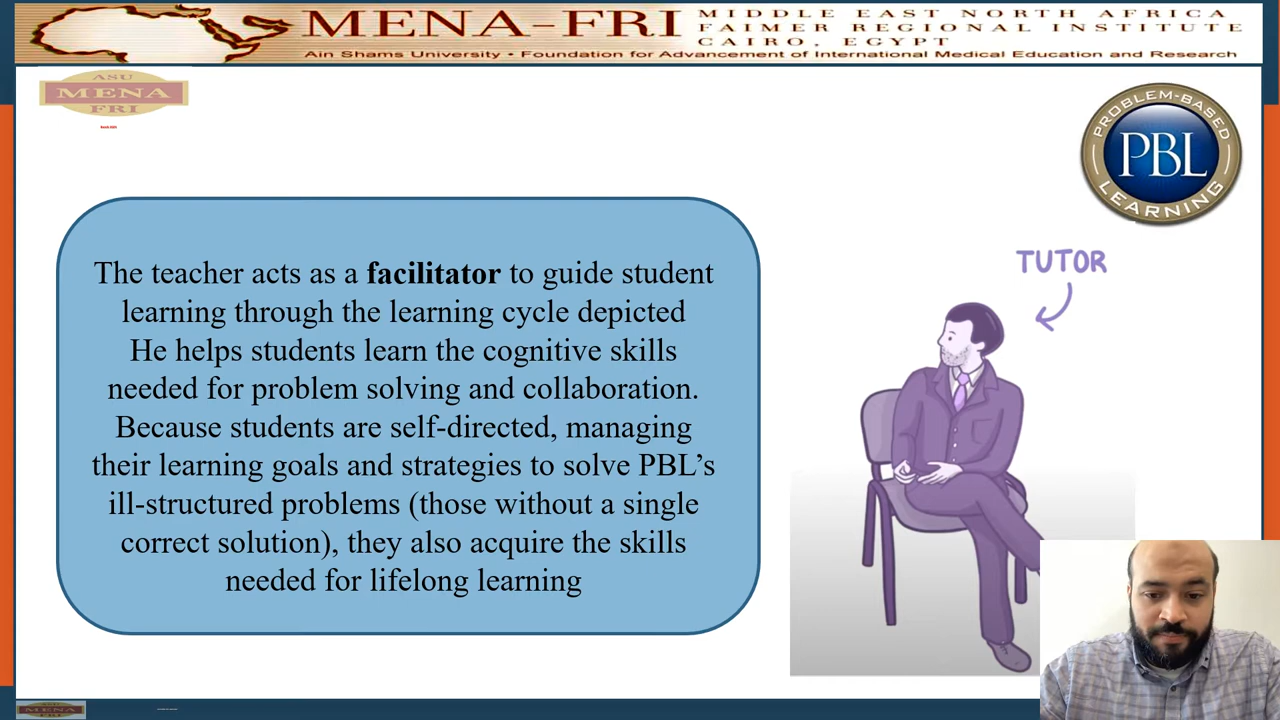 MENA-FRI
MIDDLE EAST NORTH AFRICA
FAIMER REGIONAL INSTITUTE
CAIRO, EGYPT
Ain Shams University • Foundation for Advancement of International Medical Education and Research
ASU
MENA
FRI
PROBLEM-BASED
PBL
LEARNING
The teacher acts as a facilitator to guide student
learning through the learning cycle depicted
He helps students learn the cognitive skills
needed for problem solving and collaboration.
Because students are self-directed, managing
their learning goals and strategies to solve PBL’s
ill-structured problems (those without a single
correct solution), they also acquire the skills
needed for lifelong learning
TUTOR
MENA
FRI